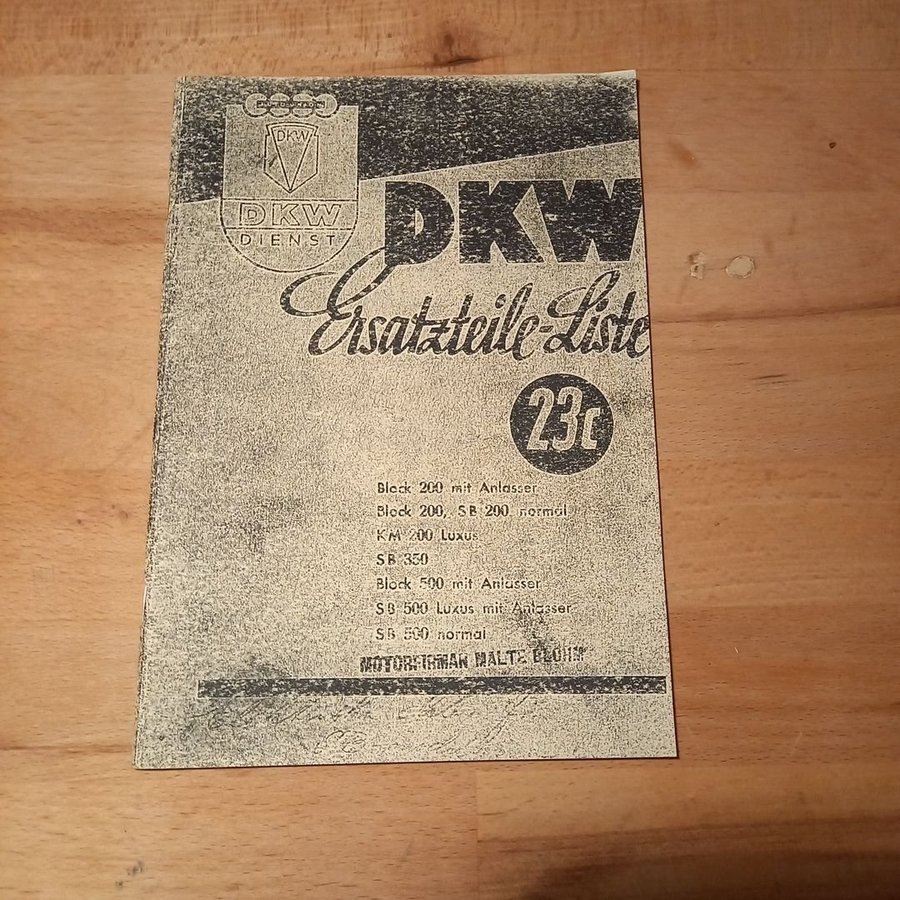 DKW
DKW
DIENST
DKW
Ersatzteile-Liste
23c
Block 200 mit Anlasser
Block 200, SB 200 normal
KM 200 Luxus
SB 350
Block 500 mit Anlasser
SB 500 Luxus mit Anlasser
SB 500 normal
MOTORFIRMAN MALTE BLOHM